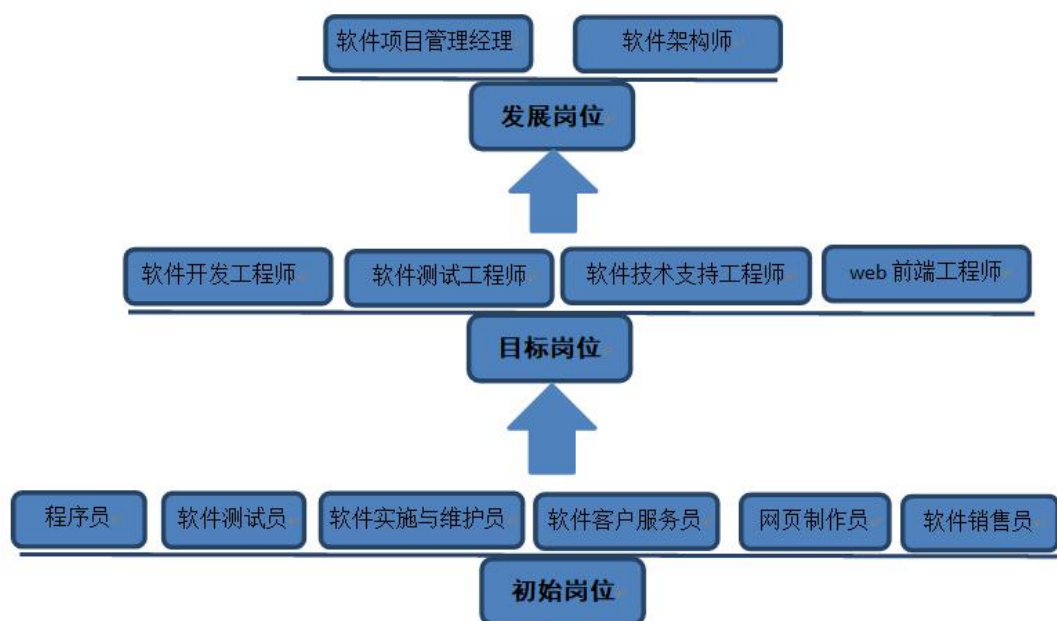 软件项目管理经理 软件架构师
发展岗位
软件开发工程师 软件测试工程师 软件技术支持工程师 web 前端工程师
目标岗位
程序员 软件测试员 软件实施与维护员 软件客户服务员 网页制作员 软件销售员
初始岗位